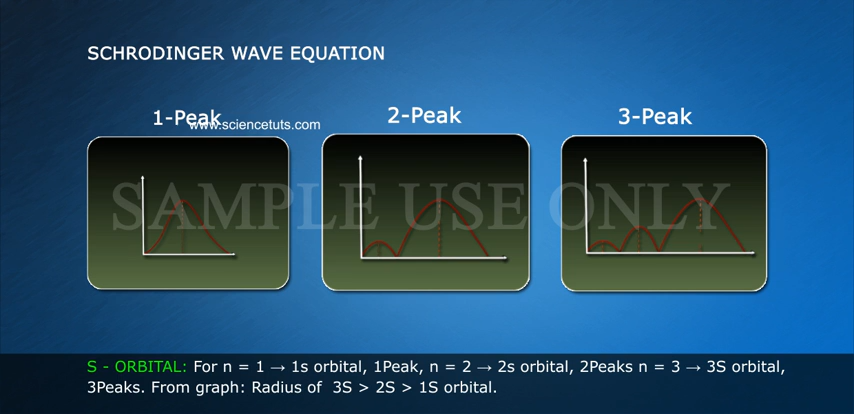 SCHRODINGER WAVE EQUATION
1-Peak
2-Peak
3-Peak
www.sciencetuts.com
SAMPLE USE ONLY
S - ORBITAL: For n = 1 → 1s orbital, 1Peak, n = 2 → 2s orbital, 2Peaks n = 3 → 3S orbital,
3Peaks. From graph: Radius of 3S > 2S > 1S orbital.